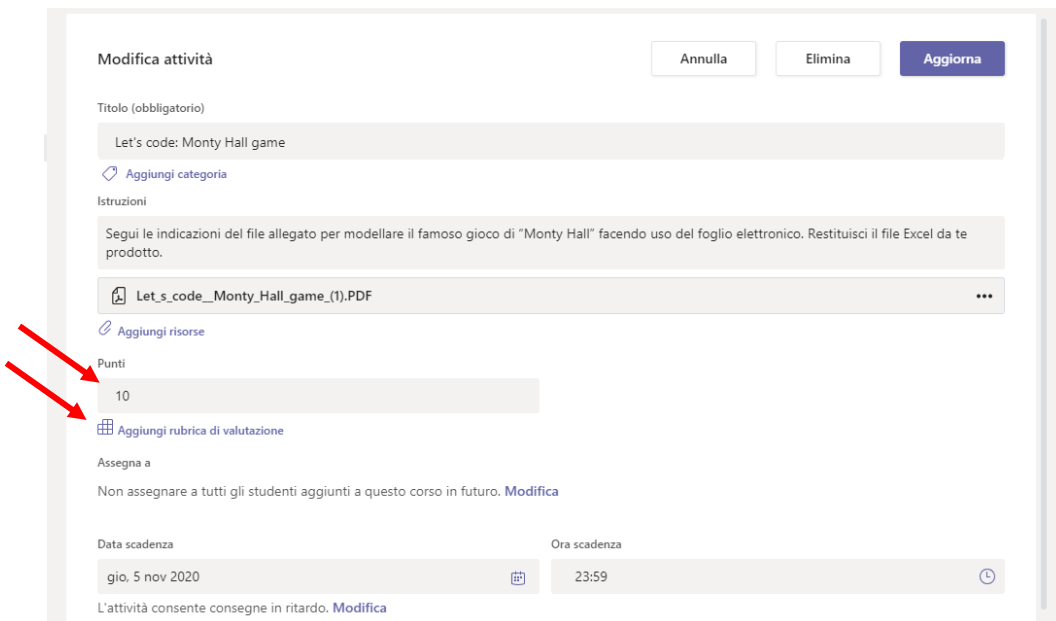 Modifica attività
Annulla
Elimina
Aggiorna
Titolo (obbligatorio)
Let's code: Monty Hall game
Aggiungi categoria
Istruzioni
Segui le indicazioni del file allegato per modellare il famoso gioco di "Monty Hall" facendo uso del foglio elettronico. Restituisci il file Excel da te
prodotto.
Let_s_code__Monty_Hall_game_(1).PDF
Aggiungi risorse
Punti
10
Aggiungi rubrica di valutazione
Assegna a
Non assegnare a tutti gli studenti aggiunti a questo corso in futuro. Modifica
Data scadenza
Ora scadenza
gio, 5 nov 2020
23:59
L'attività consente consegne in ritardo. Modifica